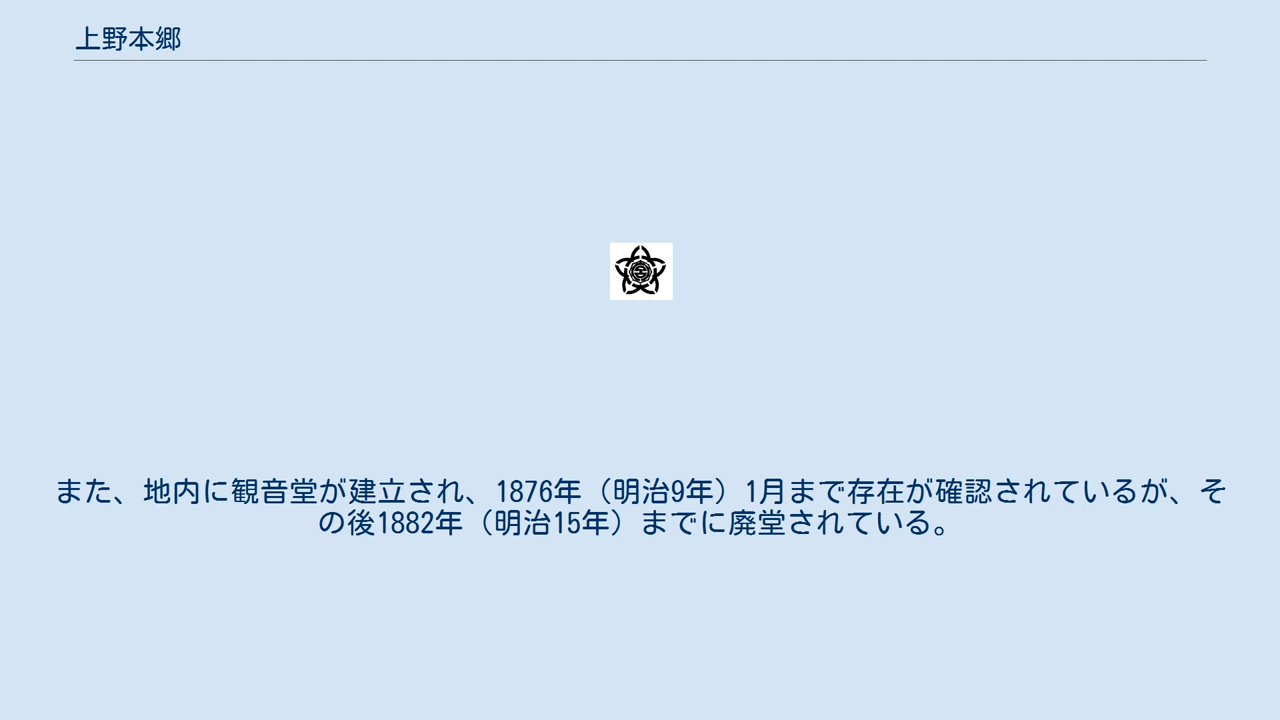 上野本郷
また、地内に観音堂が建立され、1876年（明治9年）1月まで存在が確認されているが、そ
の後1882年（明治15年）までに廃堂されている。